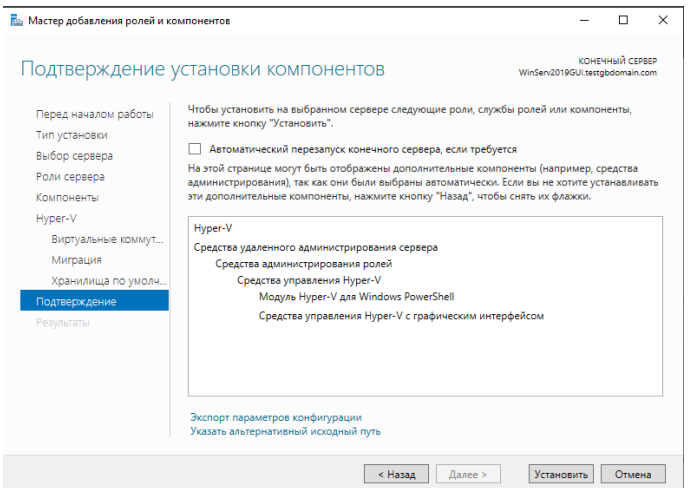 Мастер добавления ролей и компонентов
Подтверждение установки компонентов
КОНЕЧНЫЙ СЕРВЕР
WinServ2019GUI.testgbdomain.com
Перед началом работы
Тип установки
Выбор сервера
Роли сервера
Компоненты
Hyper-V
Виртуальные коммут...
Миграция
Хранилища по умолч...
Подтверждение
Результаты
Чтобы установить на выбранном сервере следующие роли, службы ролей или компоненты,
нажмите кнопку "Установить".
Автоматический перезапуск конечного сервера, если требуется
На этой странице могут быть отображены дополнительные компоненты (например, средства
администрирования), так как они были выбраны автоматически. Если вы не хотите устанавливать
эти дополнительные компоненты, нажмите кнопку "Назад", чтобы снять их флажки.
Hyper-V
Средства удаленного администрирования сервера
Средства администрирования ролей
Средства управления Hyper-V
Модуль Hyper-V для Windows PowerShell
Средства управления Hyper-V с графическим интерфейсом
Экспорт параметров конфигурации
Указать альтернативный исходный путь
< Назад
Далее >
Установить
Отмена